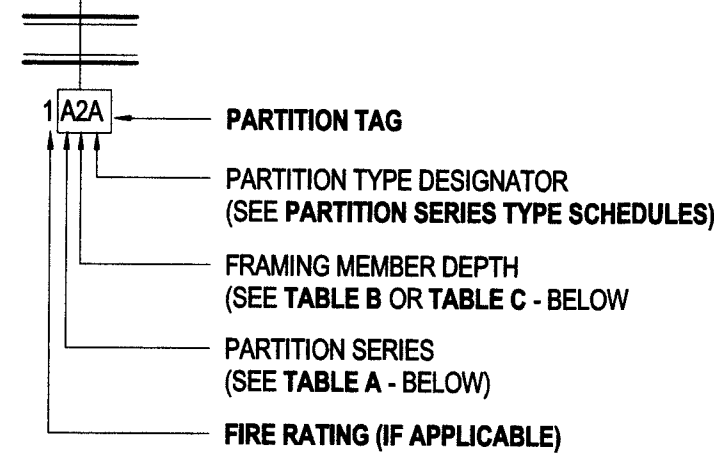 1 A2A
PARTITION TAG
PARTITION TYPE DESIGNATOR
(SEE PARTITION SERIES TYPE SCHEDULES)
FRAMING MEMBER DEPTH
(SEE TABLE B OR TABLE C - BELOW
PARTITION SERIES
(SEE TABLE A - BELOW)
FIRE RATING (IF APPLICABLE)